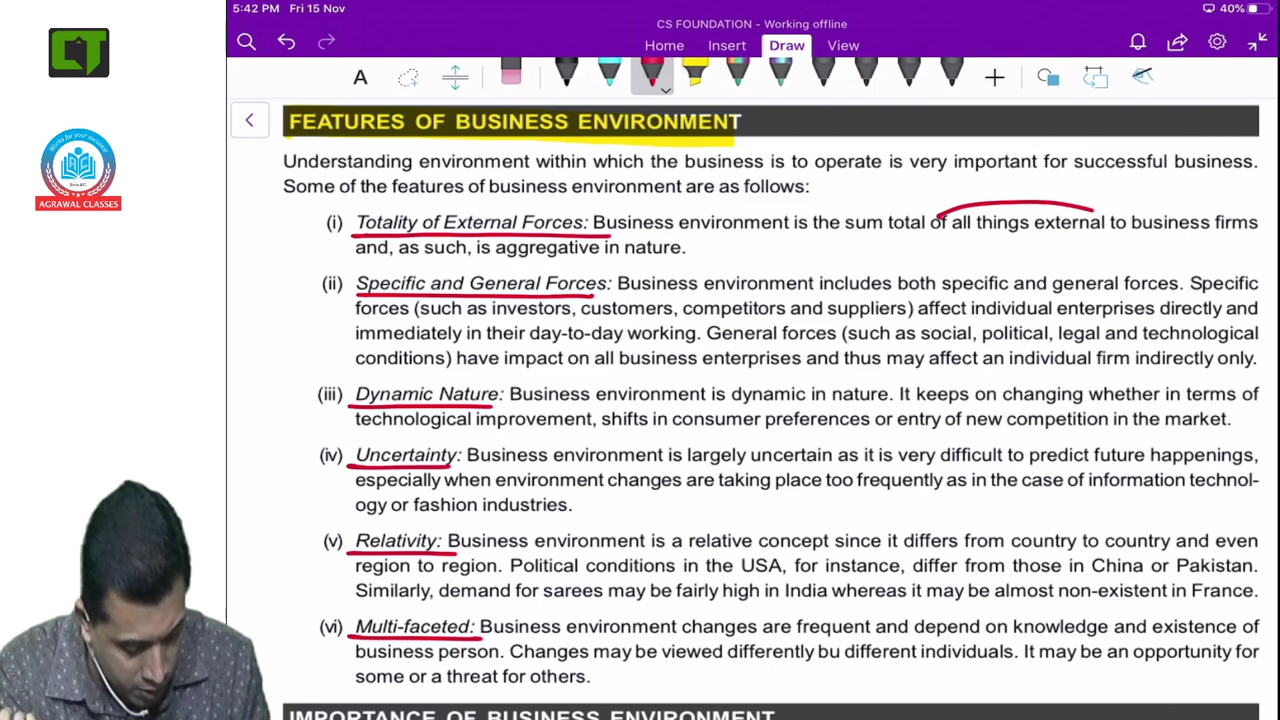 5:42 PM Fri 15 Nov
40%
CS FOUNDATION - Working offline
Home Insert Draw View
A
CT
Works for your success!
AGRAWAL CLASSES
FEATURES OF BUSINESS ENVIRONMENT
Understanding environment within which the business is to operate is very important for successful business.
Some of the features of business environment are as follows:
(i) Totality of External Forces: Business environment is the sum total of all things external to business firms
and, as such, is aggregative in nature.
(ii) Specific and General Forces: Business environment includes both specific and general forces. Specific
forces (such as investors, customers, competitors and suppliers) affect individual enterprises directly and
immediately in their day-to-day working. General forces (such as social, political, legal and technological
conditions) have impact on all business enterprises and thus may affect an individual firm indirectly only.
(iii) Dynamic Nature: Business environment is dynamic in nature. It keeps on changing whether in terms of
technological improvement, shifts in consumer preferences or entry of new competition in the market.
(iv) Uncertainty: Business environment is largely uncertain as it is very difficult to predict future happenings,
especially when environment changes are taking place too frequently as in the case of information technol-
ogy or fashion industries.
(v) Relativity: Business environment is a relative concept since it differs from country to country and even
region to region. Political conditions in the USA, for instance, differ from those in China or Pakistan.
Similarly, demand for sarees may be fairly high in India whereas it may be almost non-existent in France.
(vi) Multi-faceted: Business environment changes are frequent and depend on knowledge and existence of
business person. Changes may be viewed differently bu different individuals. It may be an opportunity for
some or a threat for others.
IMPORTANCE OF BUSINESS ENVIRONMENT